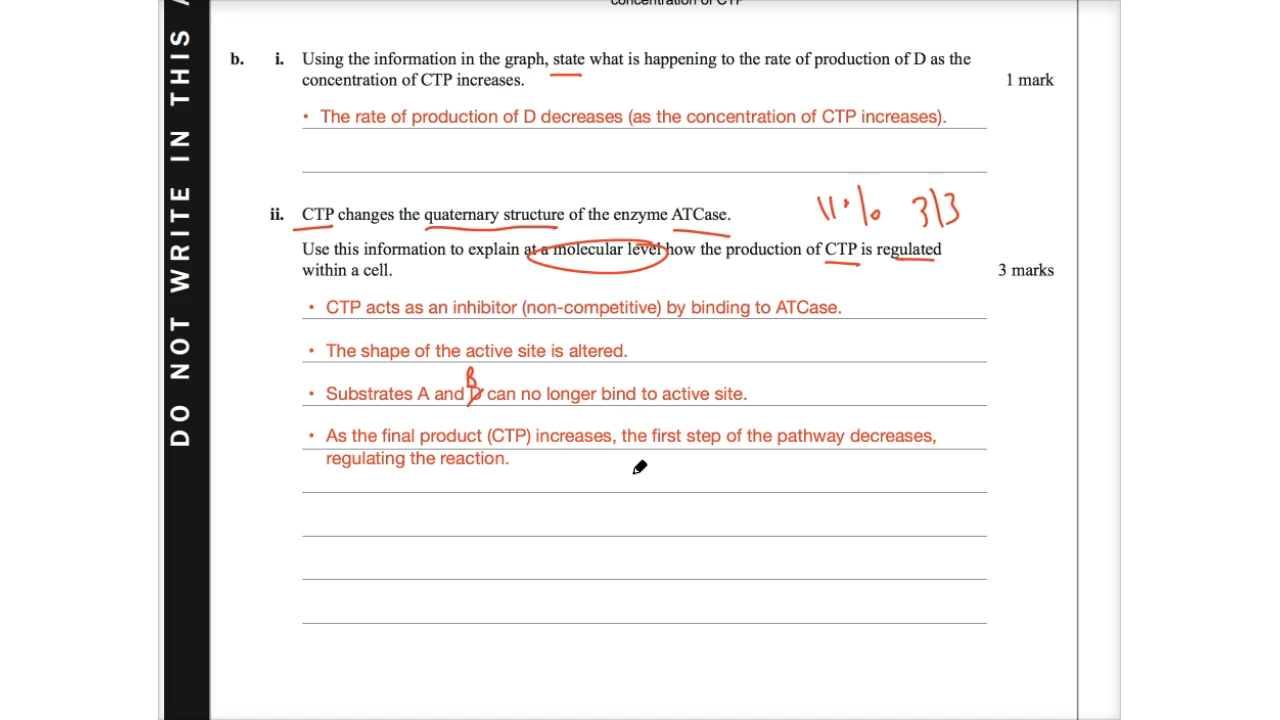 concentration of CTP
DO NOT WRITE IN THIS A
b. i. Using the information in the graph, state what is happening to the rate of production of D as the
concentration of CTP increases. 1 mark
• The rate of production of D decreases (as the concentration of CTP increases).
ii. CTP changes the quaternary structure of the enzyme ATCase.
11% 3/3
Use this information to explain at a molecular level how the production of CTP is regulated
within a cell. 3 marks
• CTP acts as an inhibitor (non-competitive) by binding to ATCase.
• The shape of the active site is altered.
B
• Substrates A and D can no longer bind to active site.
• As the final product (CTP) increases, the first step of the pathway decreases,
regulating the reaction.